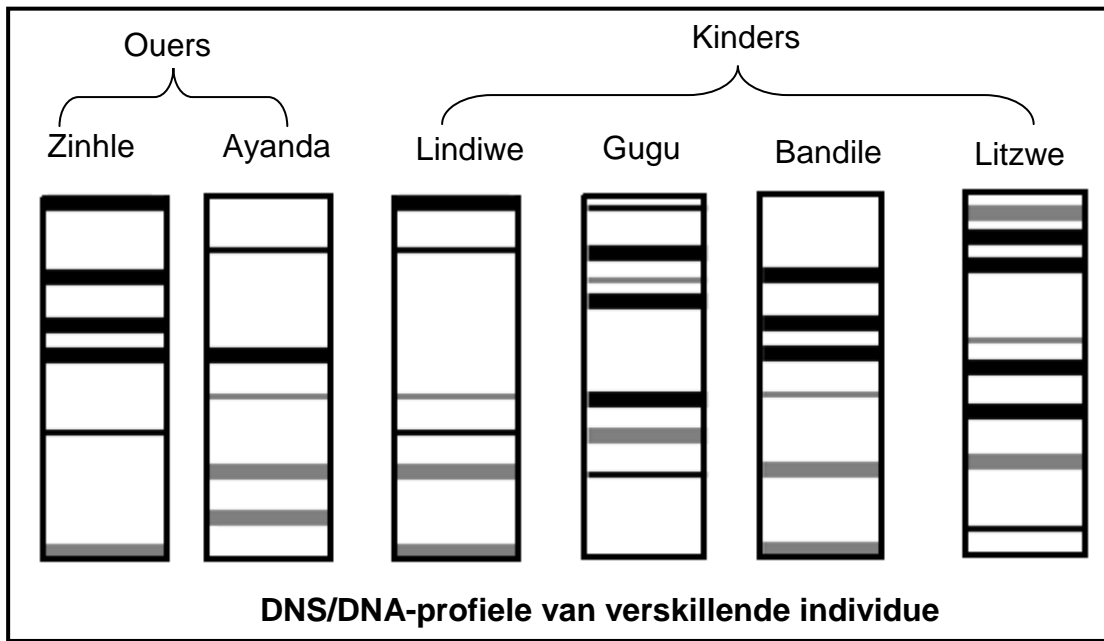 Ouers
Kinders
Zinhle Ayanda Lindiwe Gugu Bandile Litzwe
DNS/DNA-profiele van verskillende individue